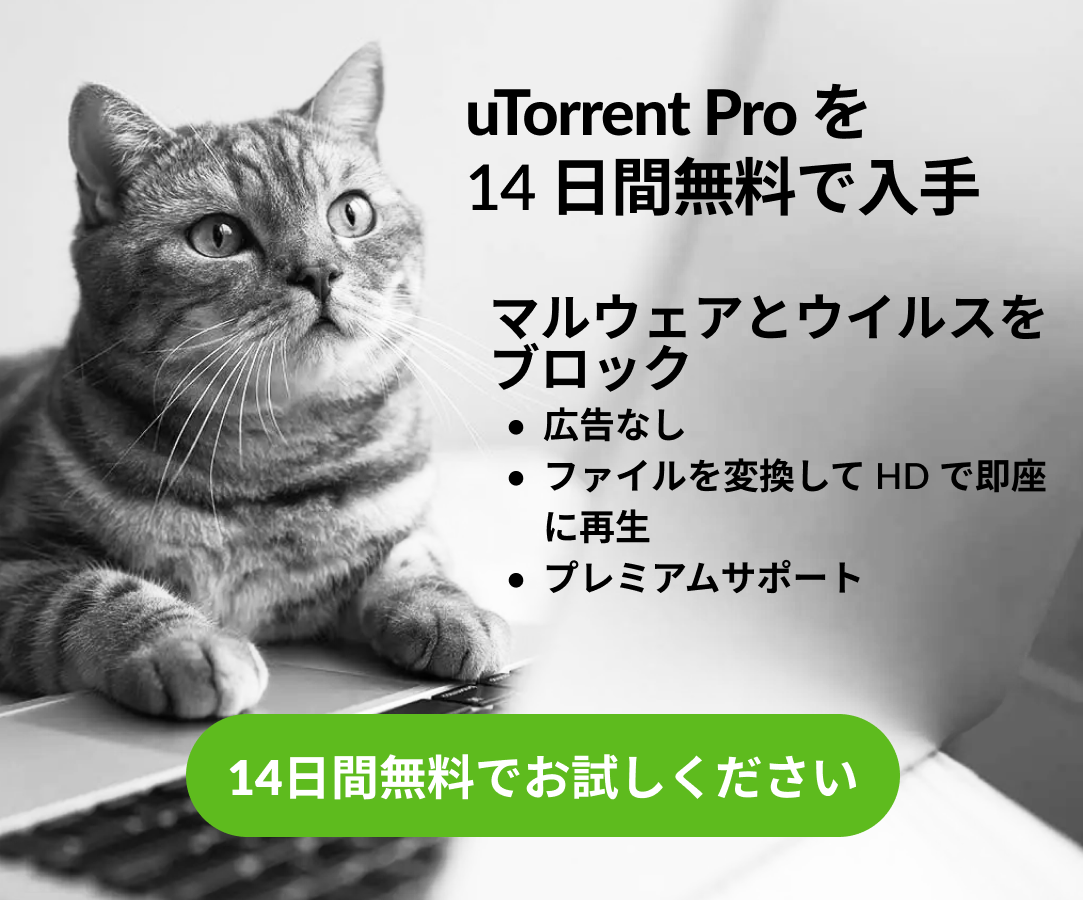 uTorrent Pro を
14 日間無料で入手
マルウェアとウイルスを
ブロック
• 広告なし
• ファイルを変換して HD で即座
に再生
• プレミアムサポート
14日間無料でお試しください